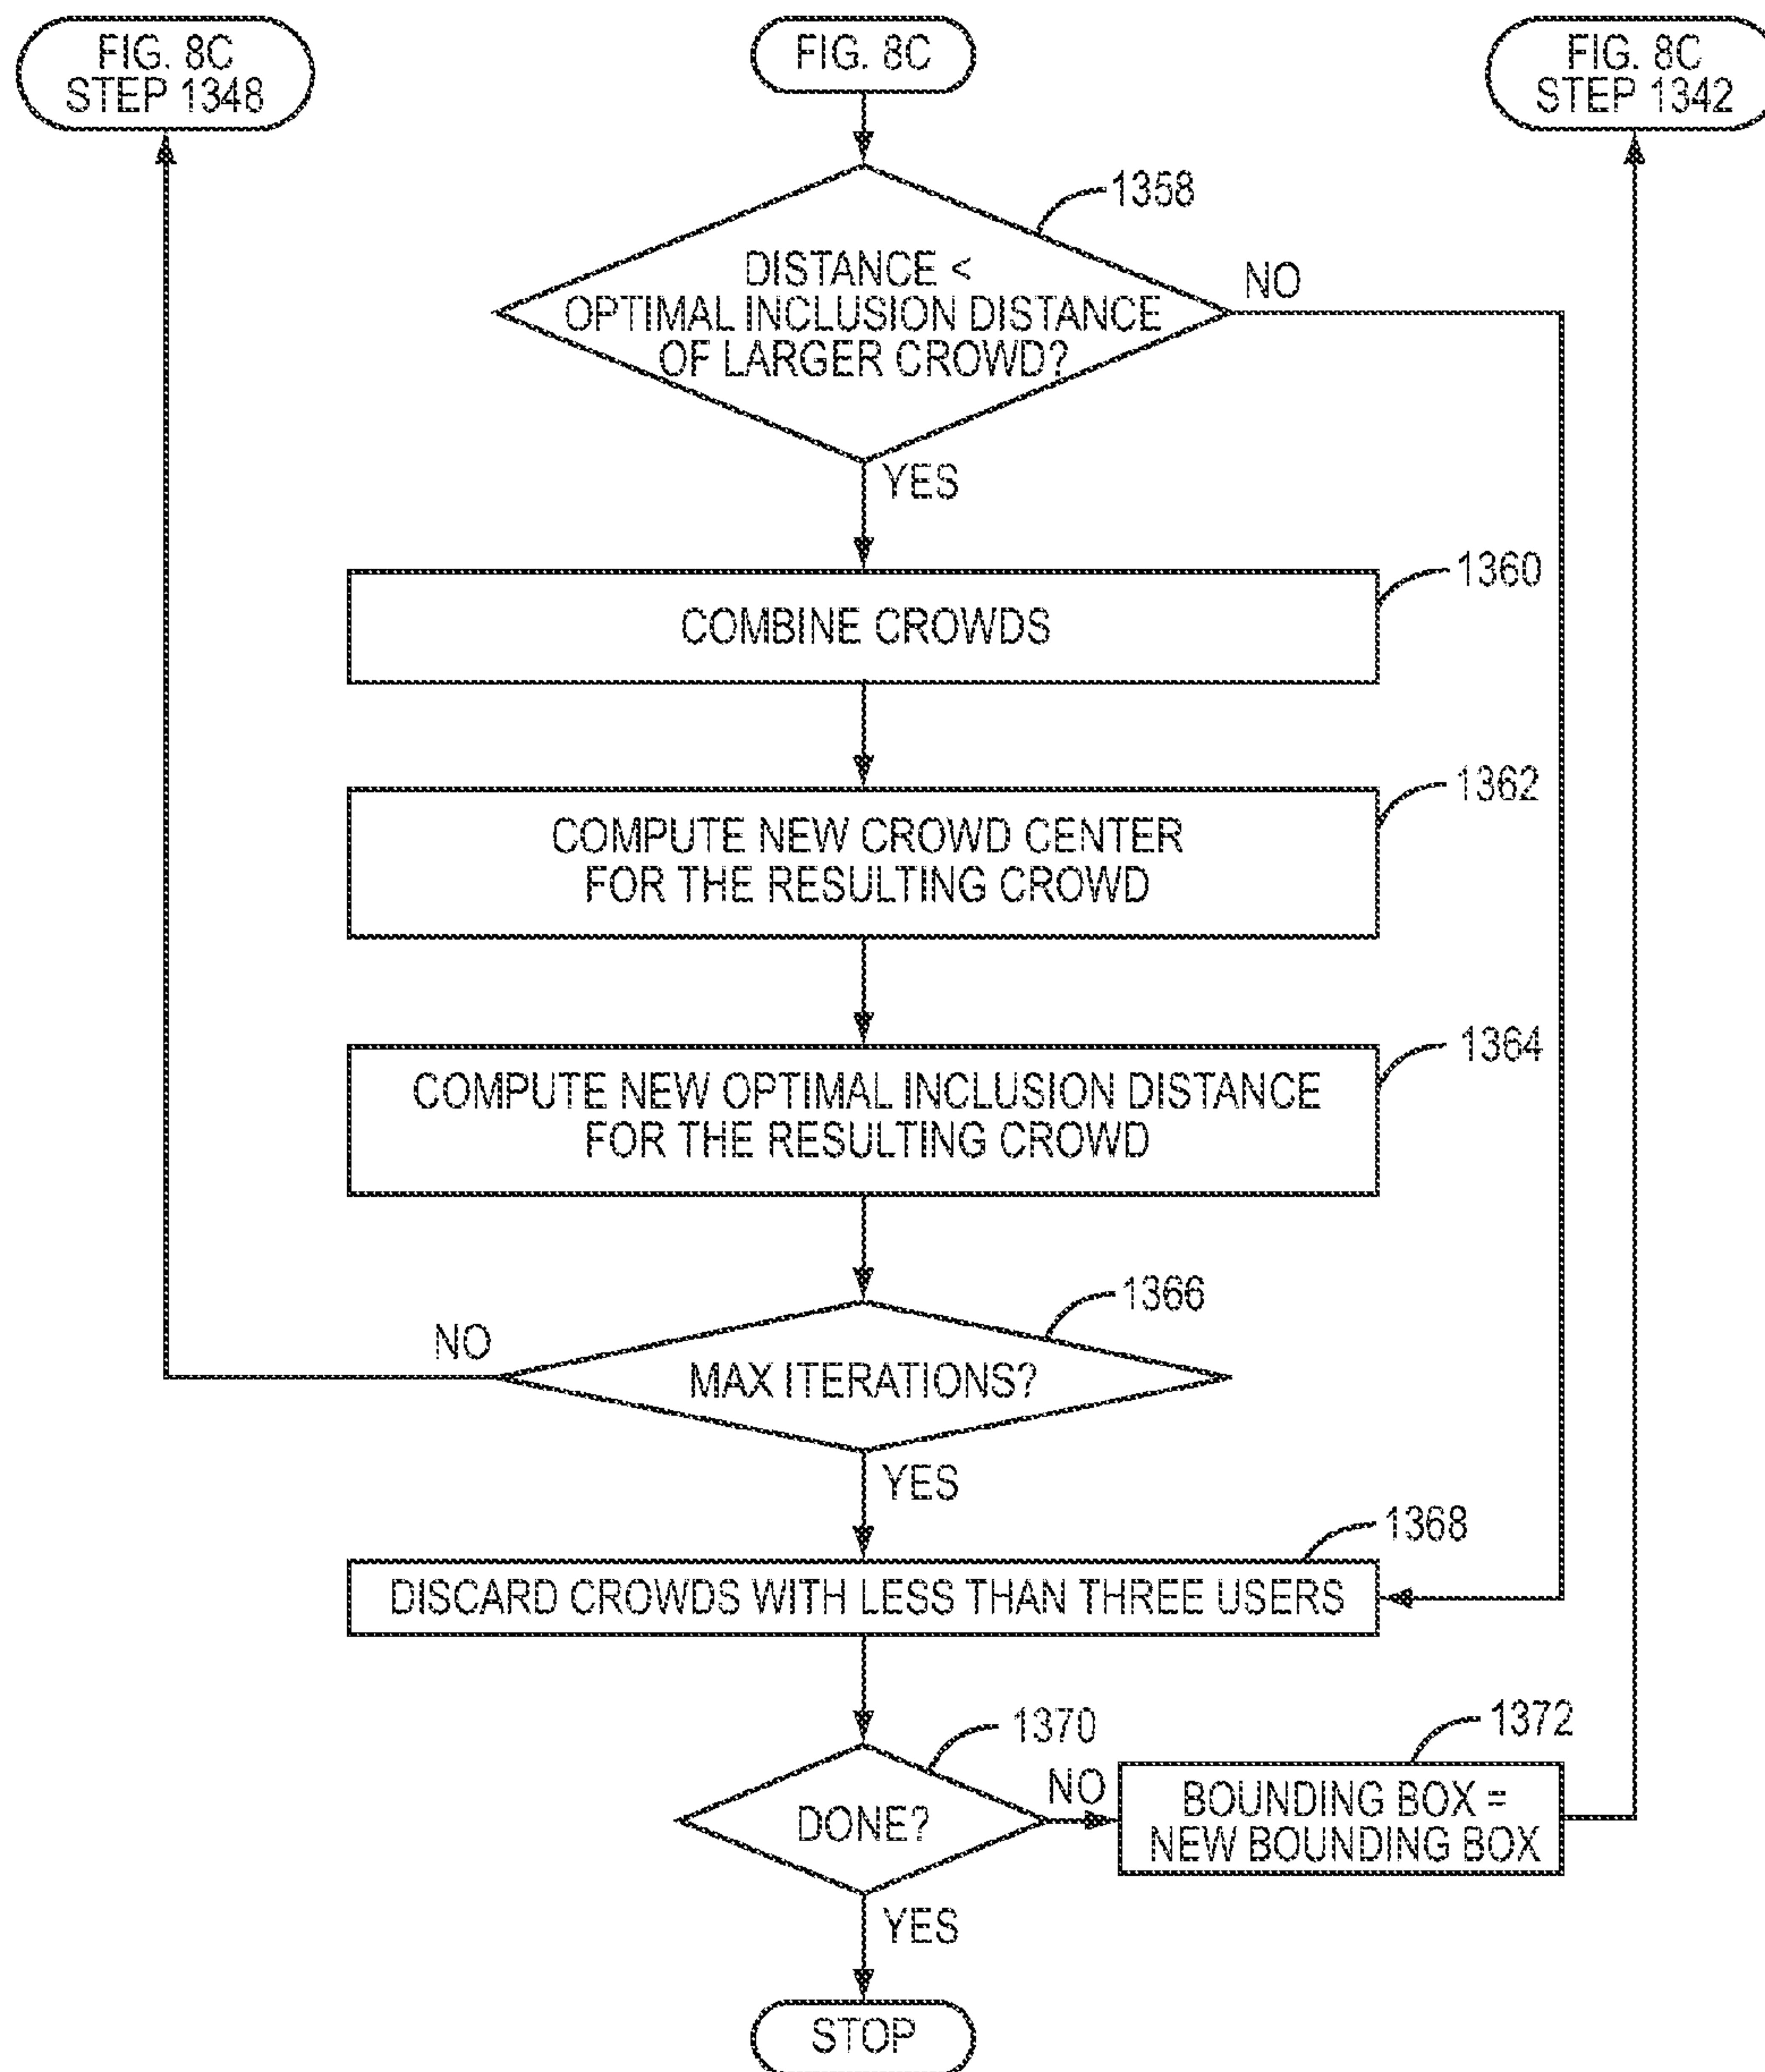 FIG. 8C
STEP 1348
FIG. 8C
FIG. 8C
STEP 1342
1358
DISTANCE <
OPTIMAL INCLUSION DISTANCE
OF LARGER CROWD?
NO
YES
1360
COMBINE CROWDS
1362
COMPUTE NEW CROWD CENTER
FOR THE RESULTING CROWD
1364
COMPUTE NEW OPTIMAL INCLUSION DISTANCE
FOR THE RESULTING CROWD
1366
NO
MAX ITERATIONS?
YES
1368
DISCARD CROWDS WITH LESS THAN THREE USERS
1370
1372
DONE?
NO
BOUNDING BOX =
NEW BOUNDING BOX
YES
STOP